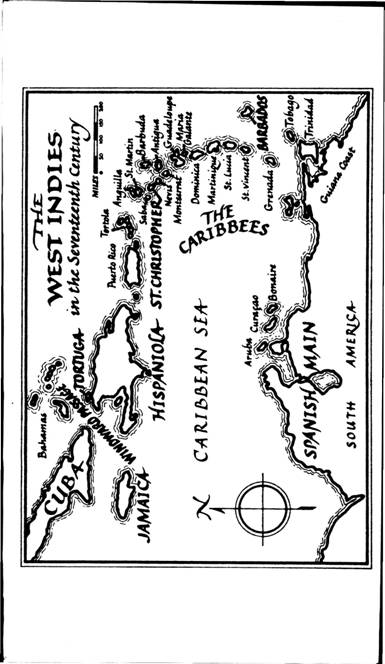 THE
WEST INDIES
in the Seventeenth Century
MILES
0 50 100 150 200
Bahamas
CUBA
WINDWARD PASSAGE
TORTUGA
JAMAICA
HISPANIOLA
Puerto Rico
Tortola
Anguilla
St. Martin
Saba
Barbuda
ST. CHRISTOPHER
Antigua
Nevis
Guadeloupe
Montserrat
Maria
Galante
Dominica
Martinique
St. Lucia
St. Vincent
BARBADOS
THE
CARIBBEES
Grenada
Tobago
Trinidad
Guiana Coast
CARIBBEAN SEA
Aruba
Curaçao
Bonaire
SPANISH MAIN
SOUTH AMERICA
N